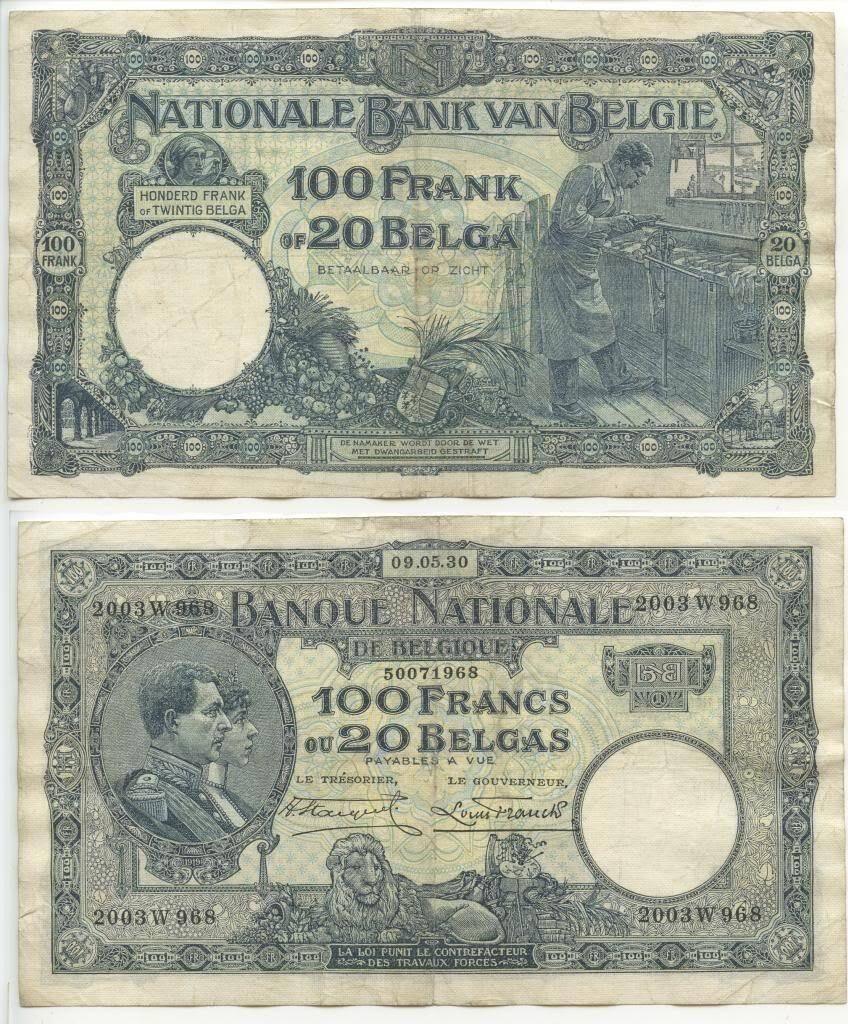 NATIONALE BANK VAN BELGIE
HONDERD FRANK
OF TWINTIG BELGA
100 FRANK
OF 20 BELGA
BETAALBAAR OP ZICHT
100
FRANK
20
BELGA
DE NAMAKER WORDT DOOR DE WET
MET DWANGARBEID GESTRAFT
09.05.30
2003 W 968
BANQUE NATIONALE
2003 W 968
DE BELGIQUE
50071968
100 FRANCS
OU 20 BELGAS
PAYABLES A VUE
LE TRÉSORIER,
LE GOUVERNEUR,
Louis Franck
1919
2003 W 968
2003 W 968
LA LOI PUNIT LE CONTREFACTEUR
DES TRAVAUX FORCÉS